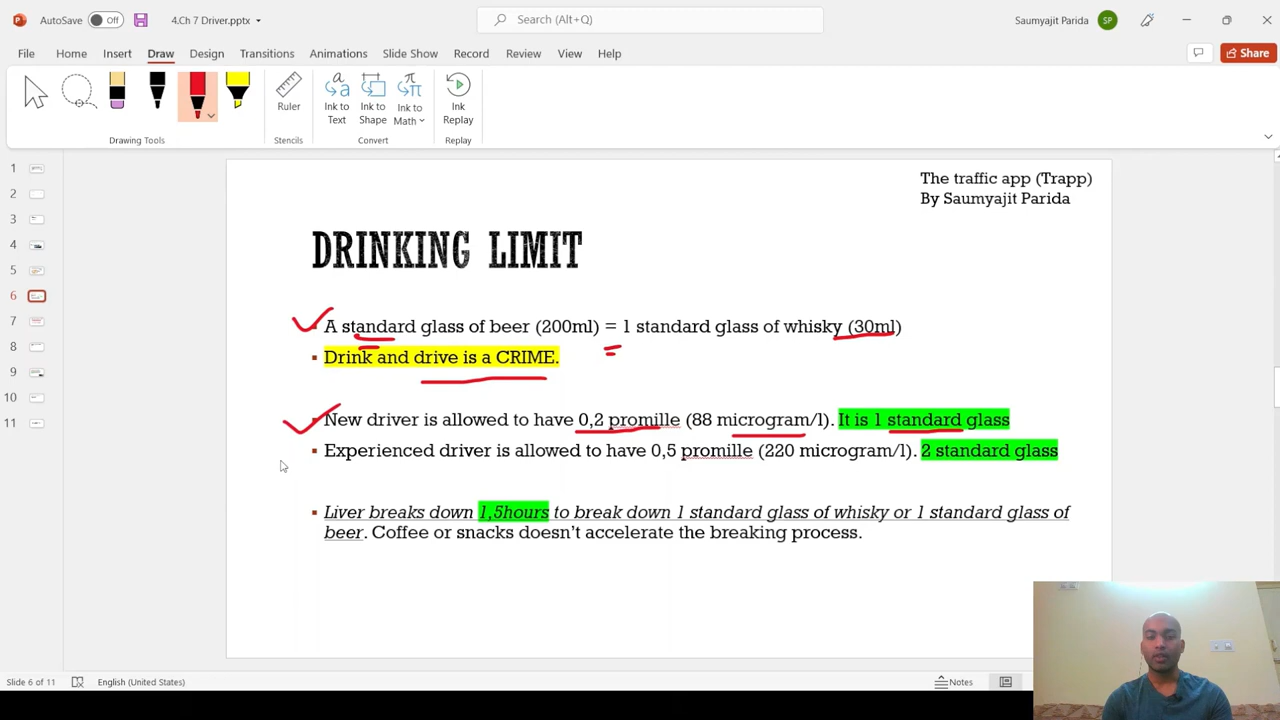 AutoSave Off 4.Ch 7 Driver.pptx Search (Alt+Q) Saumyajit Parida SP
File Home Insert Draw Design Transitions Animations Slide Show Record Review View Help Share
Ruler Ink to Text Ink to Shape Ink to Math Ink Replay
Drawing Tools Stencils Convert Replay
1
2
3
4
5
6
7
8
9
10
11
The traffic app (Trapp)
By Saumyajit Parida
DRINKING LIMIT
A standard glass of beer (200ml) = 1 standard glass of whisky (30ml)
Drink and drive is a CRIME.
New driver is allowed to have 0,2 promille (88 microgram/l). It is 1 standard glass
Experienced driver is allowed to have 0,5 promille (220 microgram/l). 2 standard glass
Liver breaks down 1,5hours to break down 1 standard glass of whisky or 1 standard glass of
beer. Coffee or snacks doesn't accelerate the breaking process.
Slide 6 of 11 English (United States) Notes